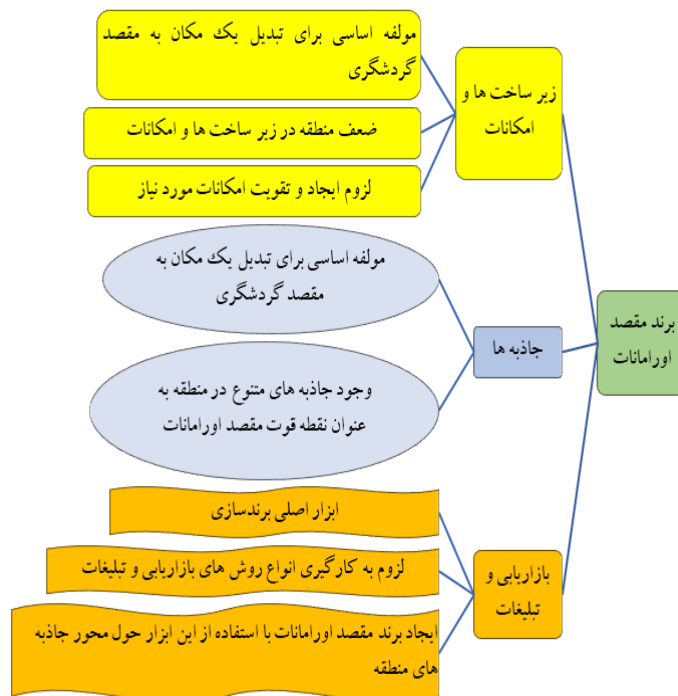 برند مقصد
اورامانات
زیر ساخت ها و
امکانات
مولفه اساسی برای تبدیل یک مکان به مقصد
گردشگری
ضعف منطقه در زیر ساخت ها و امکانات
لزوم ایجاد و تقویت امکانات مورد نیاز
جاذبه ها
مولفه اساسی برای تبدیل یک مکان به
مقصد گردشگری
وجود جاذبه های متنوع در منطقه به
عنوان نقطه قوت مقصد اورامانات
بازاریابی و
تبلیغات
ابزار اصلی برندسازی
لزوم به کارگیری انواع روش های بازاریابی و تبلیغات
ایجاد برند مقصد اورامانات با استفاده از این ابزار حول محور جاذبه
های منطقه